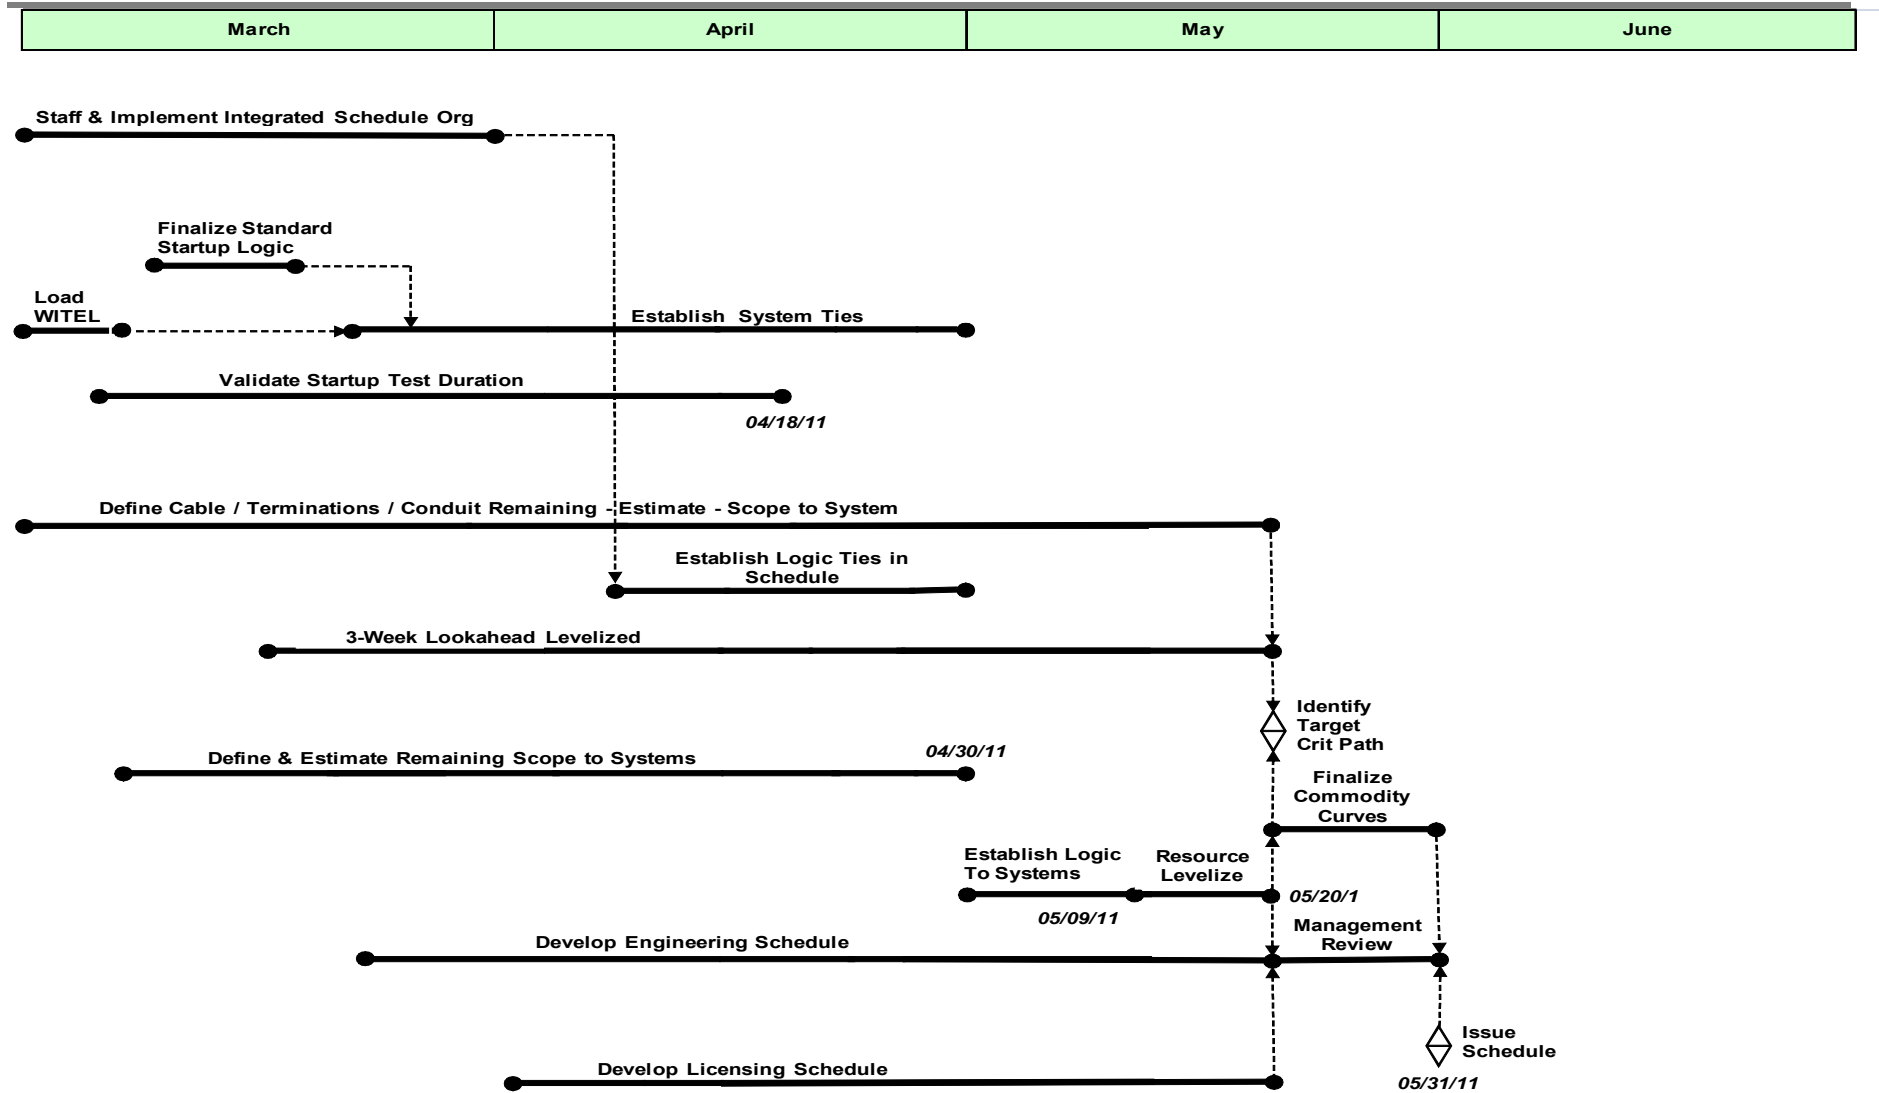 March
April
May
June
Staff & Implement Integrated Schedule Org
Finalize Standard
Startup Logic
Load
WITEL
Establish System Ties
Validate Startup Test Duration
04/18/11
Define Cable / Terminations / Conduit Remaining - Estimate - Scope to System
Establish Logic Ties in
Schedule
3-Week Lookahead Levelized
Identify
Target
Crit Path
04/30/11
Define & Estimate Remaining Scope to Systems
Finalize
Commodity
Curves
Establish Logic
To Systems
Resource
Levelize
05/20/1
05/09/11
Management
Review
Develop Engineering Schedule
Issue
Schedule
Develop Licensing Schedule
05/31/11